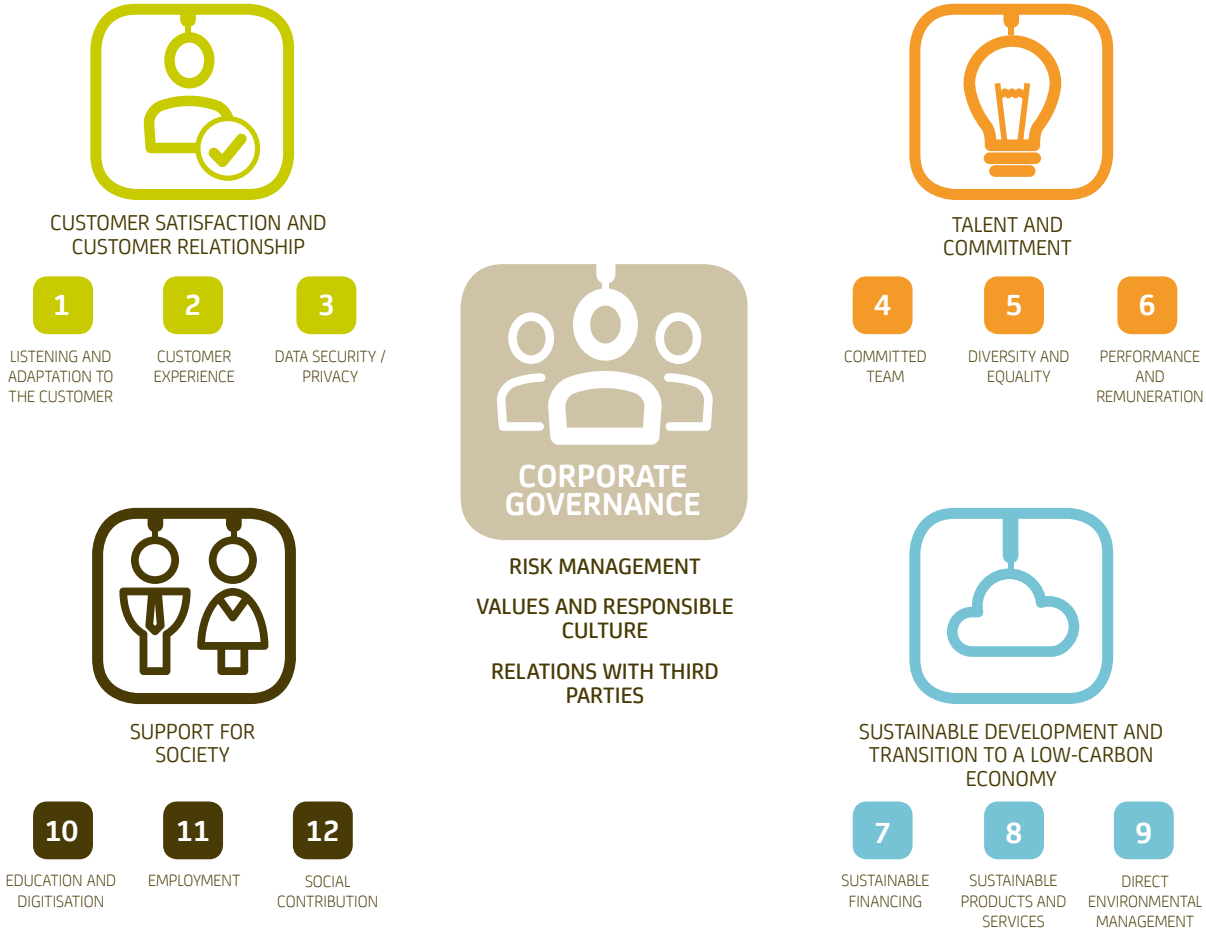 CUSTOMER SATISFACTION AND
CUSTOMER RELATIONSHIP
1
LISTENING AND
ADAPTATION TO
THE CUSTOMER
2
CUSTOMER
EXPERIENCE
3
DATA SECURITY /
PRIVACY
TALENT AND
COMMITMENT
4
COMMITTED
TEAM
5
DIVERSITY AND
EQUALITY
6
PERFORMANCE
AND
REMUNERATION
CORPORATE
GOVERNANCE
RISK MANAGEMENT
VALUES AND RESPONSIBLE
CULTURE
RELATIONS WITH THIRD
PARTIES
SUPPORT FOR
SOCIETY
10
EDUCATION AND
DIGITISATION
11
EMPLOYMENT
12
SOCIAL
CONTRIBUTION
SUSTAINABLE DEVELOPMENT AND
TRANSITION TO A LOW-CARBON
ECONOMY
7
SUSTAINABLE
FINANCING
8
SUSTAINABLE
PRODUCTS AND
SERVICES
9
DIRECT
ENVIRONMENTAL
MANAGEMENT